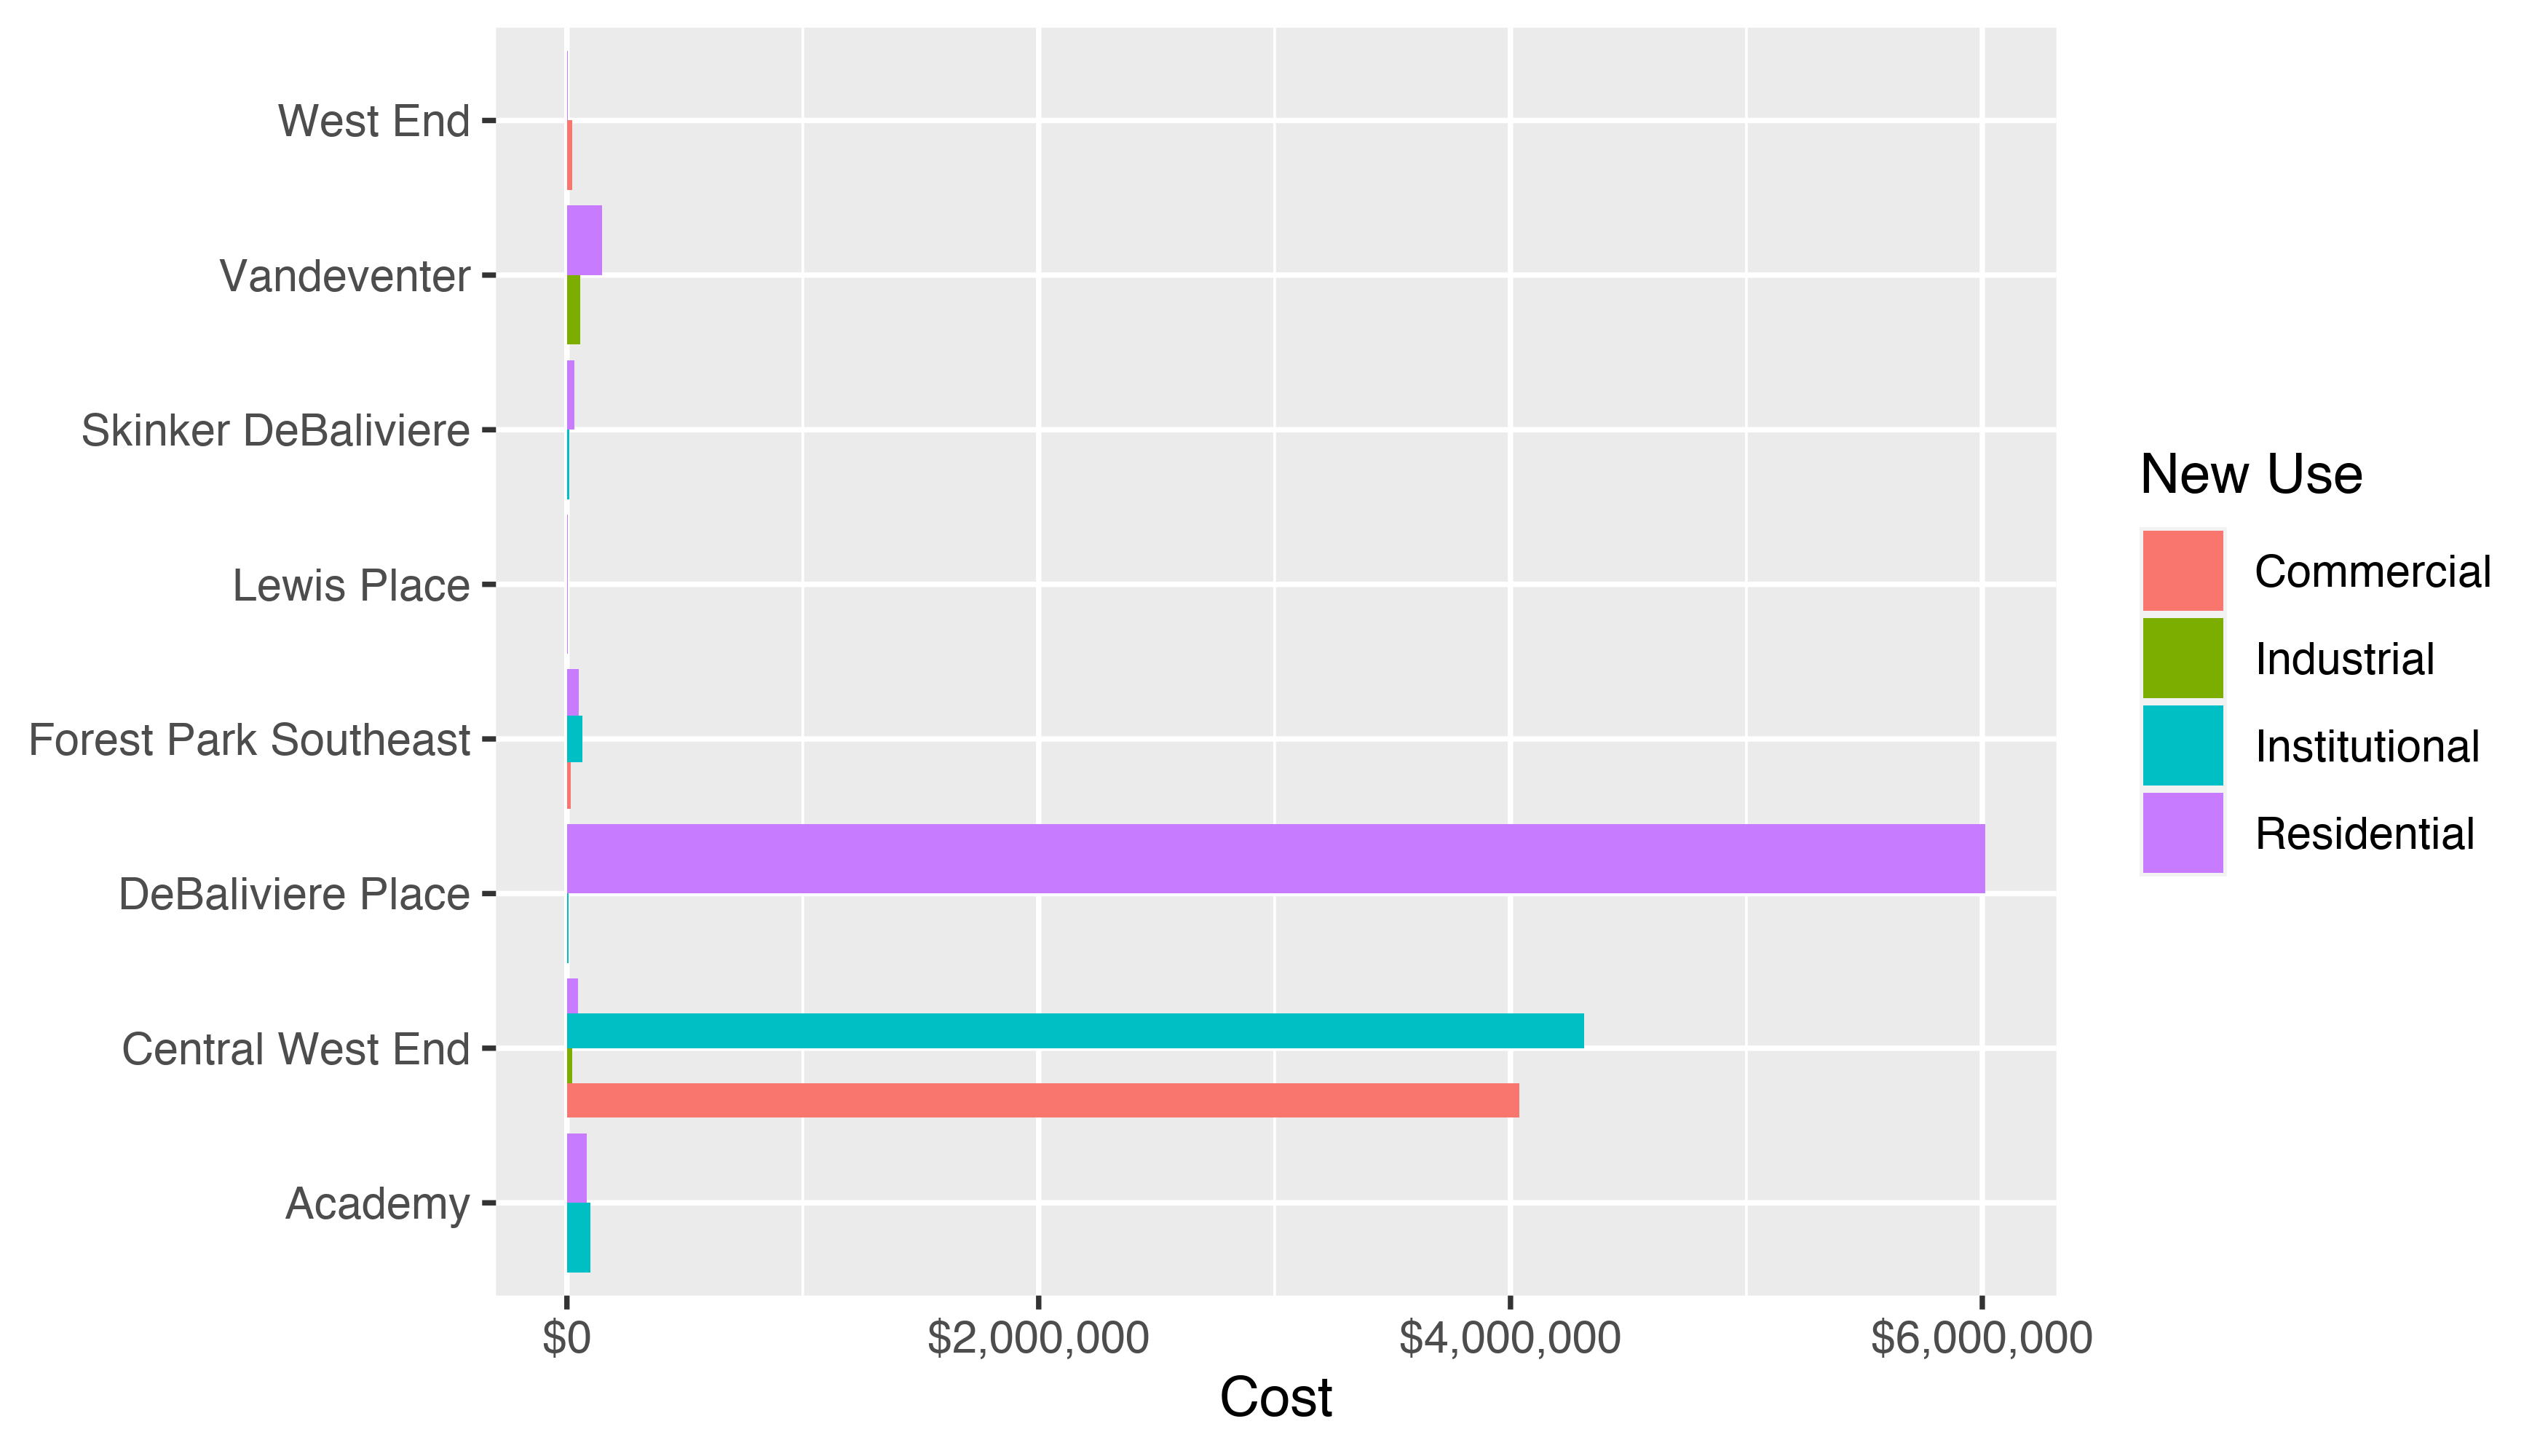 West End
Vandeventer
Skinker DeBaliviere
Lewis Place
Forest Park Southeast
DeBaliviere Place
Central West End
Academy
$0
$2,000,000
$4,000,000
$6,000,000
Cost
New Use
Commercial
Industrial
Institutional
Residential